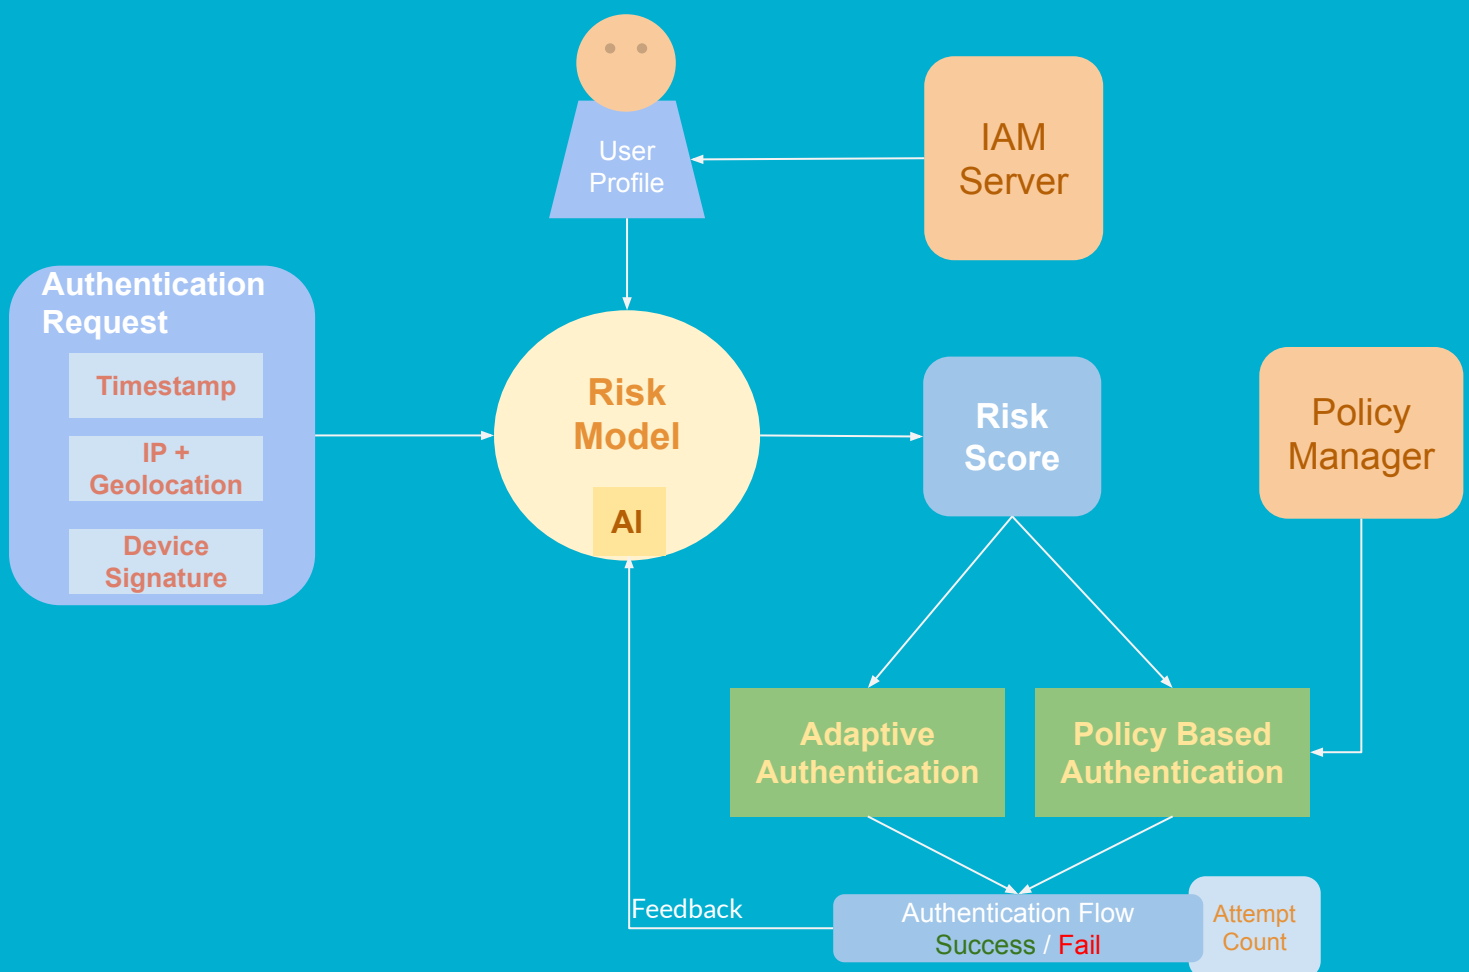 User
Profile
IAM
Server
Authentication
Request
Timestamp
IP +
Geolocation
Device
Signature
Risk
Model
AI
Risk
Score
Policy
Manager
Adaptive
Authentication
Policy Based
Authentication
Feedback
Authentication Flow
Success / Fail
Attempt
Count